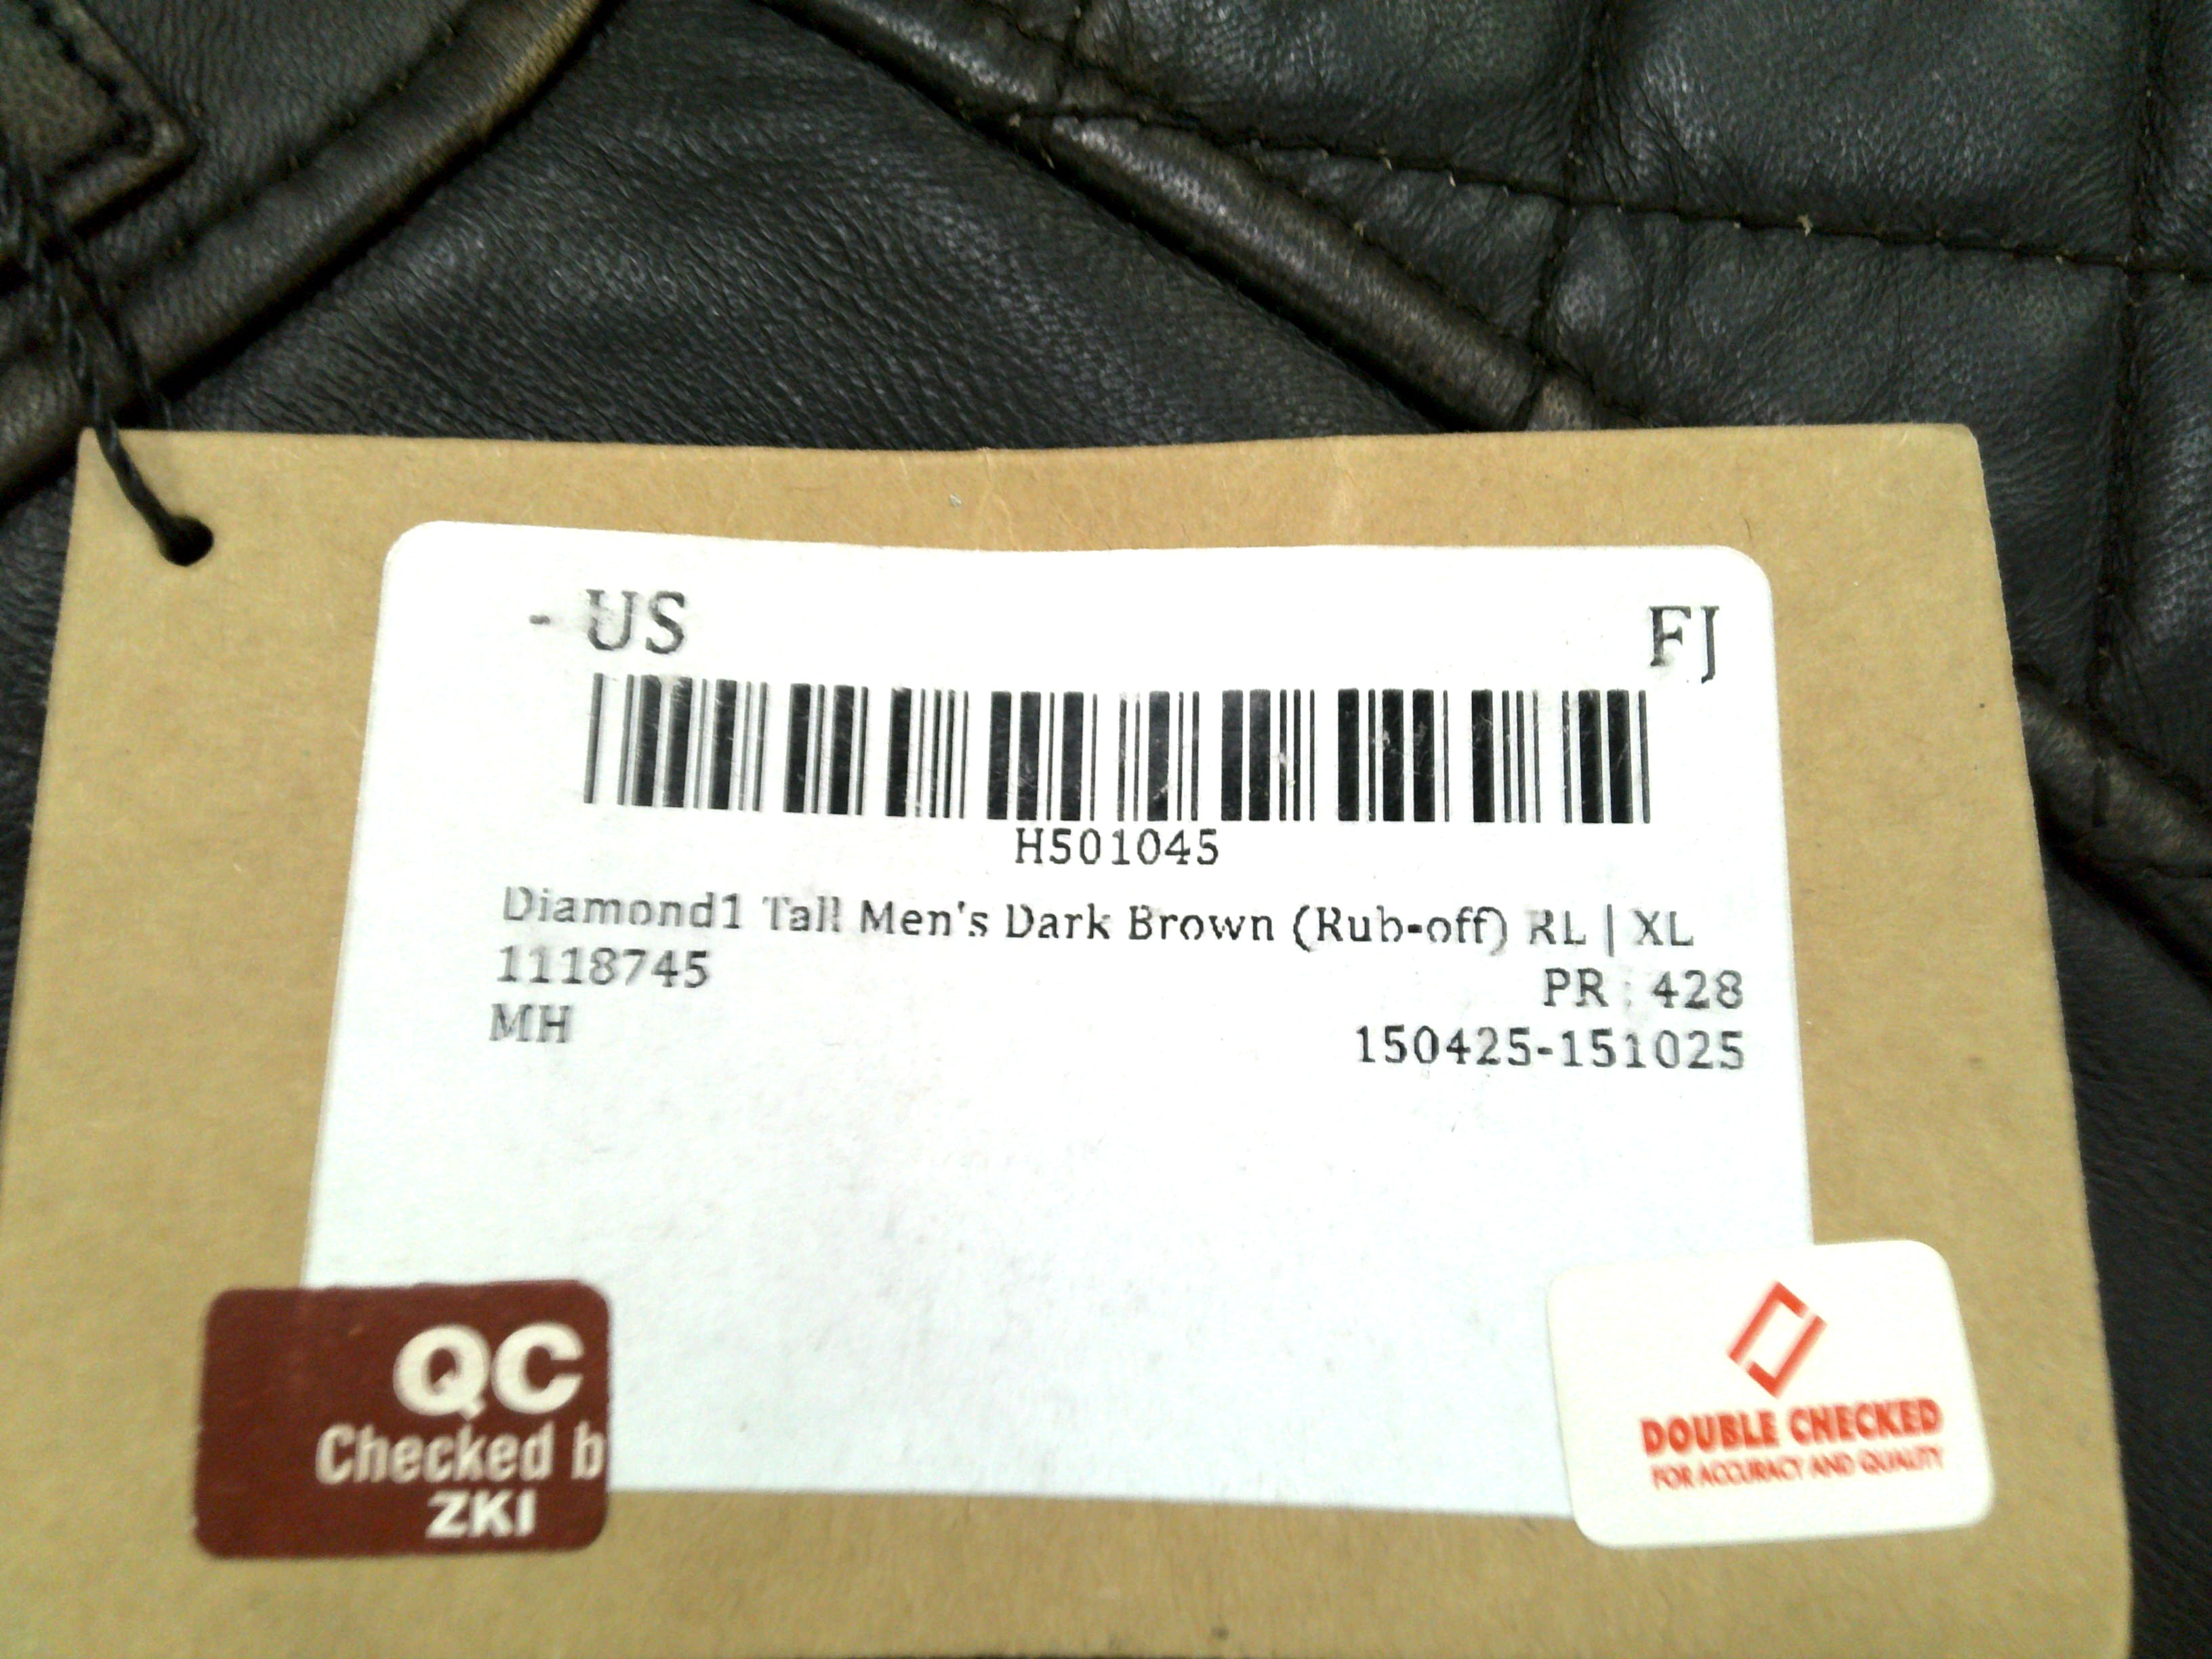 - US FJ
H501045
Diamond1 Tall Men's Dark Brown (Rub-off) RL | XL
1118745 PR : 428
MH 150425-151025
QC
Checked b
ZKI
DOUBLE CHECKED
FOR ACCURACY AND QUALITY